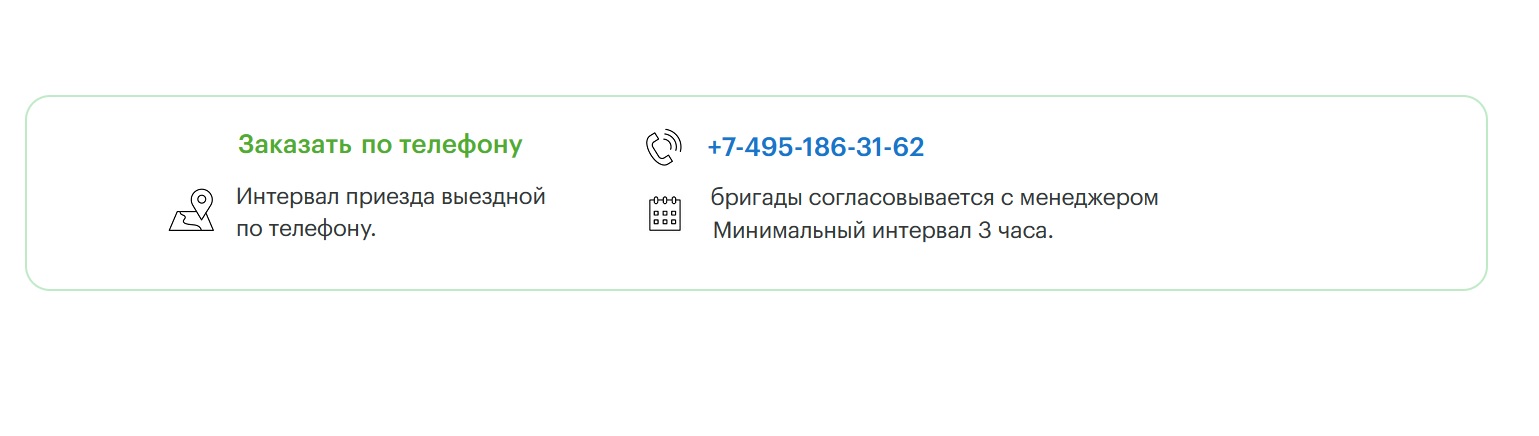 Заказать по телефону
+7-495-186-31-62
Интервал приезда выездной бригады согласовывается с менеджером
по телефону. Минимальный интервал 3 часа.